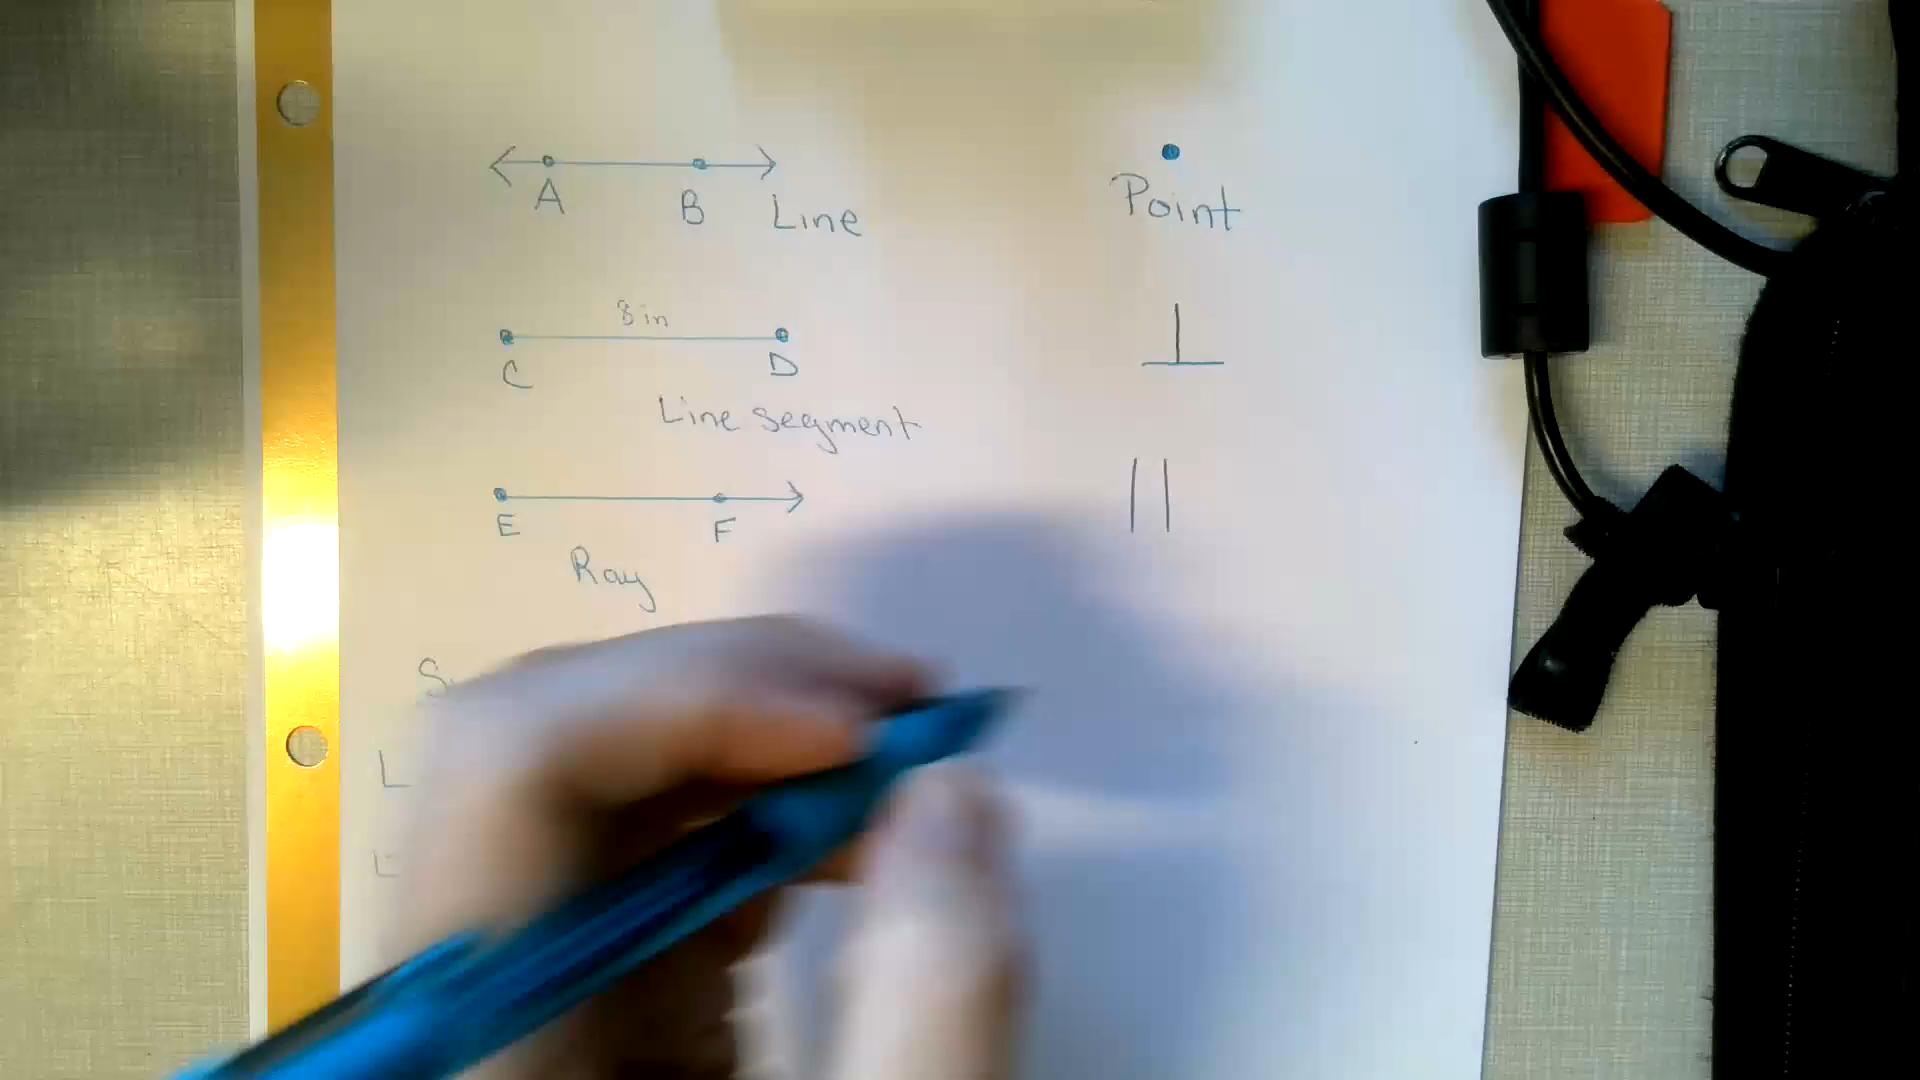 A B Line
Point
8 in
C D
⊥
Line Segment
||
E F
Ray